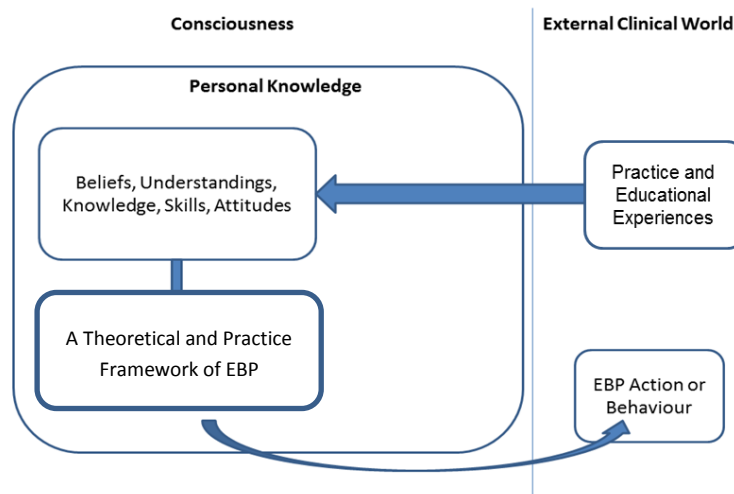 Consciousness
External Clinical World
Personal Knowledge
Beliefs, Understandings,
Knowledge, Skills, Attitudes
Practice and
Educational
Experiences
A Theoretical and Practice
Framework of EBP
EBP Action or
Behaviour